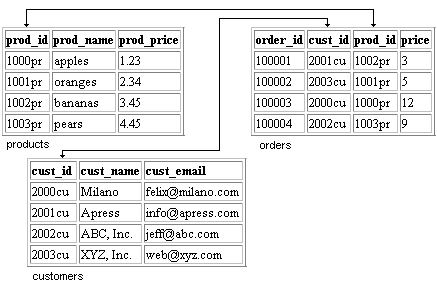 prod_id prod_name prod_price
1000pr apples 1.23
1001pr oranges 2.34
1002pr bananas 3.45
1003pr pears 4.45
products
order_id cust_id prod_id price
100001 2001cu 1002pr 3
100002 2003cu 1001pr 5
100003 2000cu 1000pr 12
100004 2002cu 1003pr 9
orders
cust_id cust_name cust_email
2000cu Milano felix@milano.com
2001cu Apress info@apress.com
2002cu ABC, Inc. jeff@abc.com
2003cu XYZ, Inc. web@xyz.com
customers